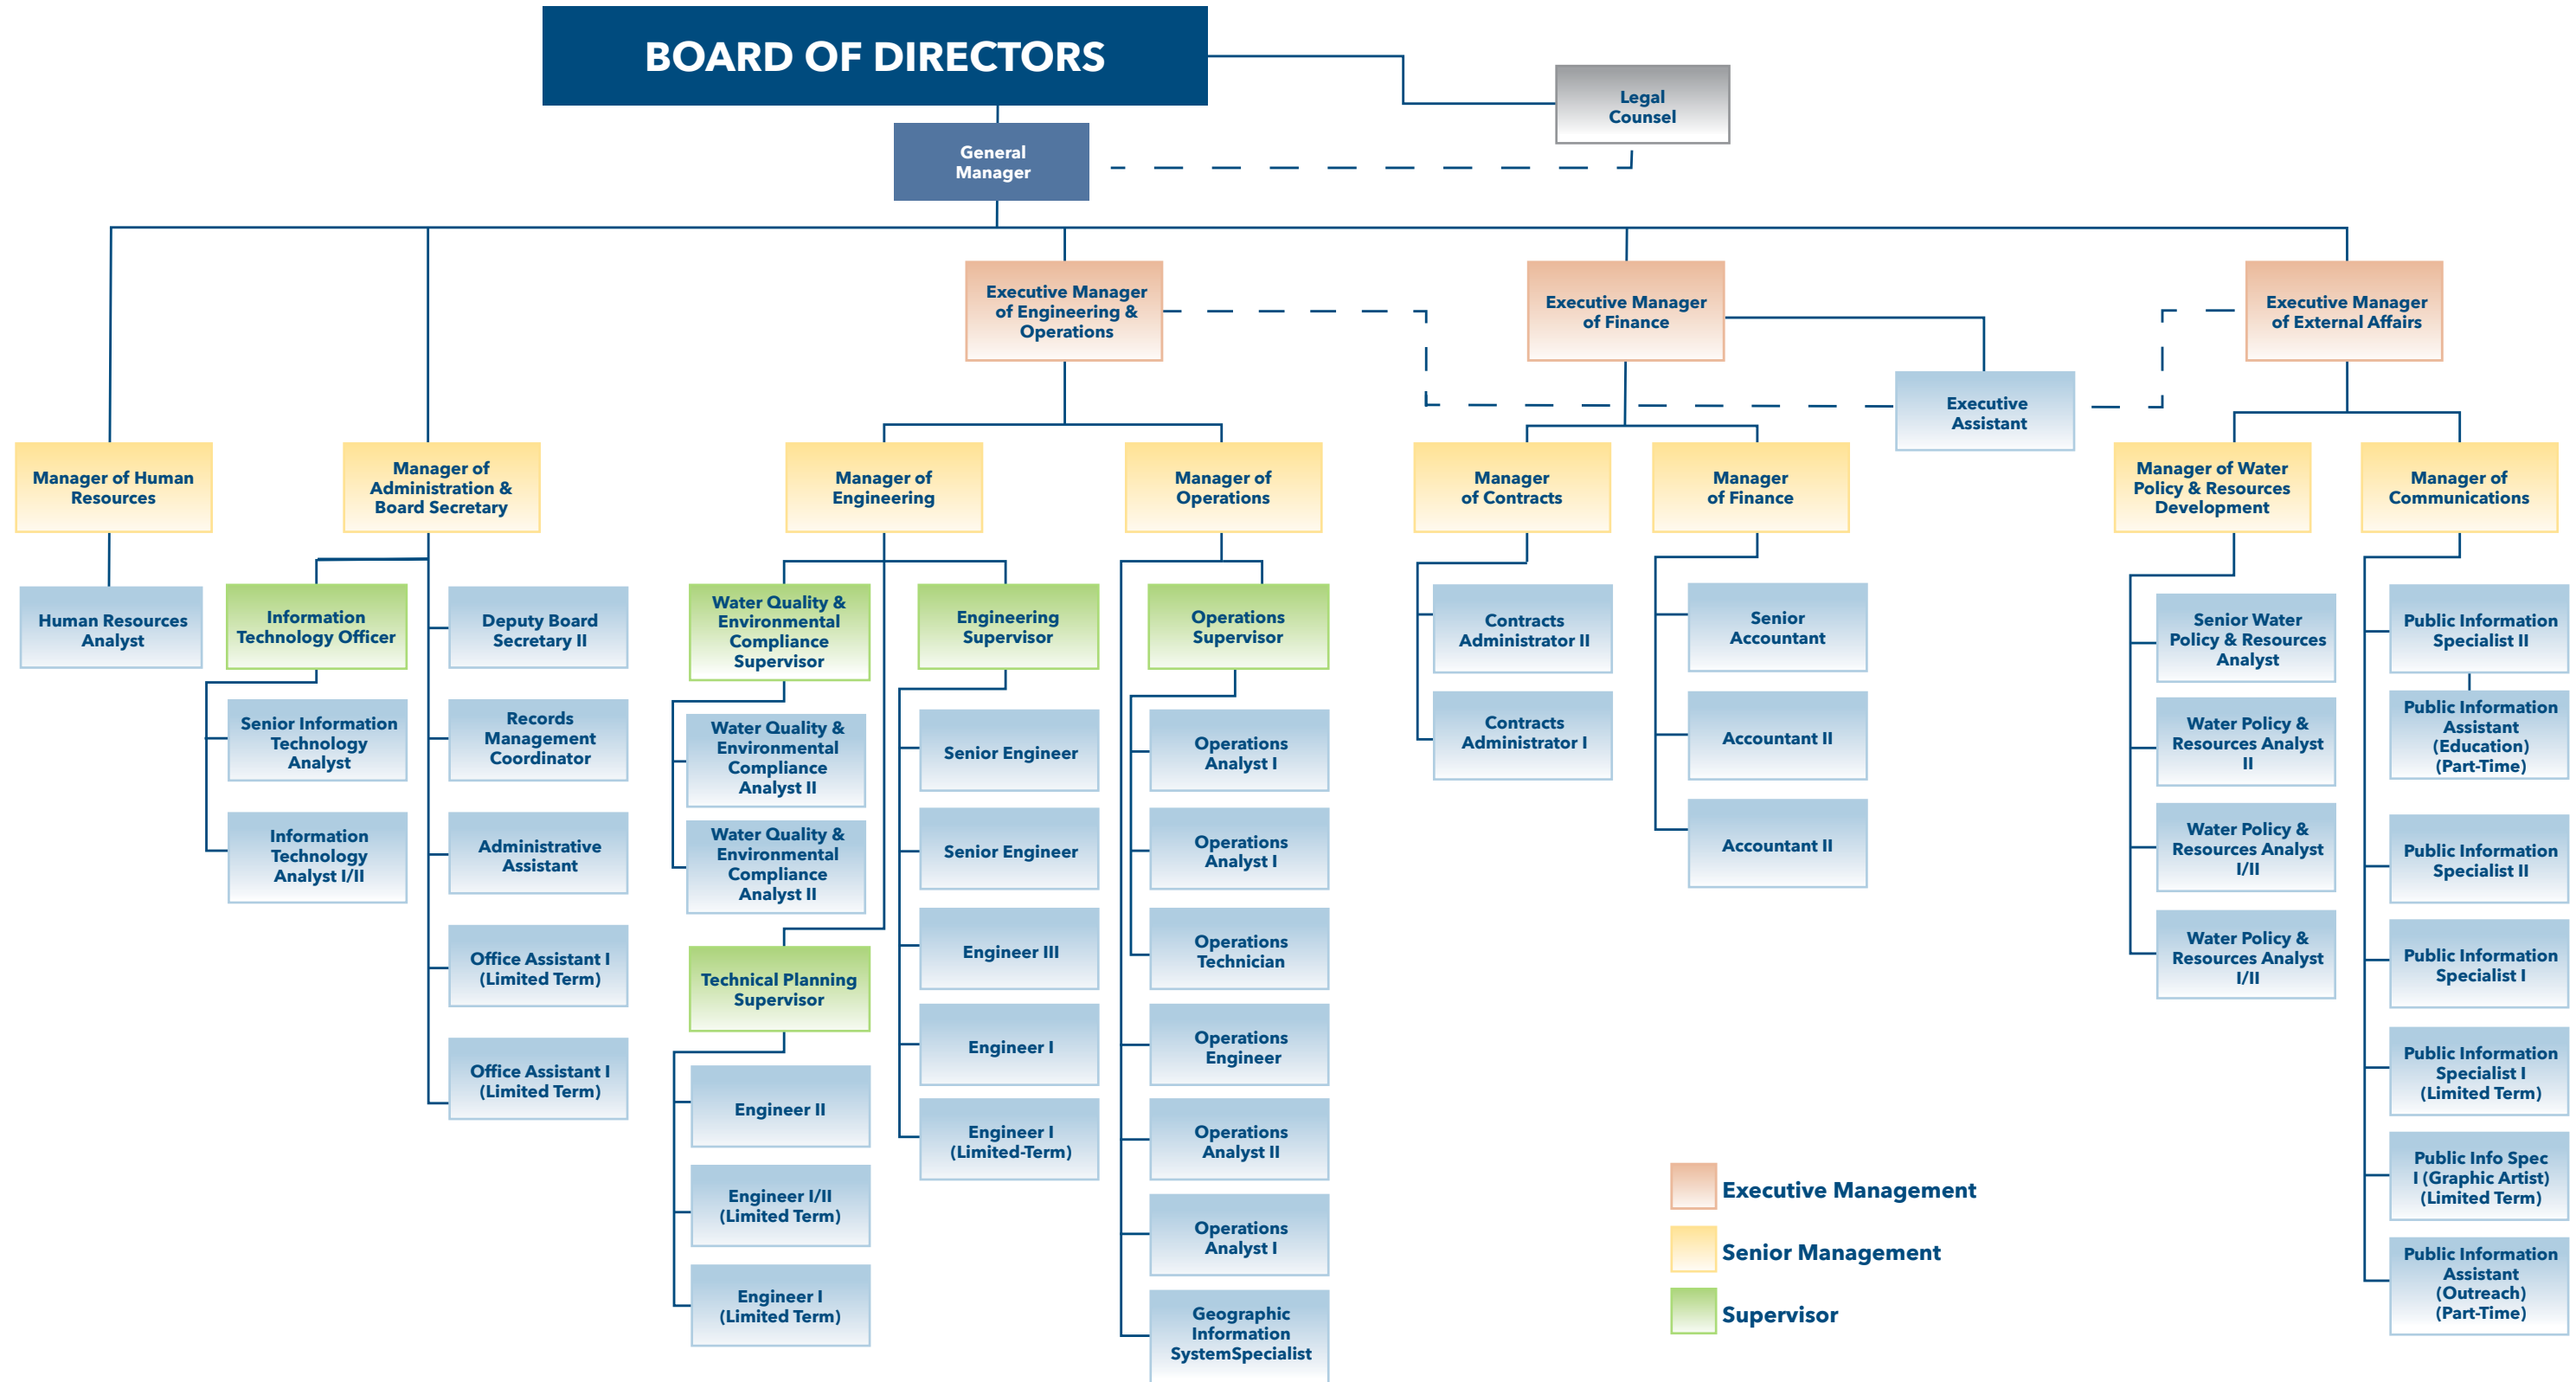 BOARD OF DIRECTORS
Legal
Counsel
General
Manager
Executive Manager
of Engineering &
Operations
Executive Manager
of Finance
Executive Manager
of External Affairs
Executive
Assistant
Manager of Human
Resources
Manager of
Administration &
Board Secretary
Manager of
Engineering
Manager of
Operations
Manager
of Contracts
Manager
of Finance
Manager of Water
Policy & Resources
Development
Manager of
Communications
Human Resources
Analyst
Information
Technology Officer
Senior Information
Technology
Analyst
Information
Technology
Analyst I/II
Deputy Board
Secretary II
Records
Management
Coordinator
Administrative
Assistant
Office Assistant I
(Limited Term)
Office Assistant I
(Limited Term)
Water Quality &
Environmental
Compliance
Supervisor
Water Quality &
Environmental
Compliance
Analyst II
Water Quality &
Environmental
Compliance
Analyst II
Technical Planning
Supervisor
Engineer II
Engineer I/II
(Limited Term)
Engineer I
(Limited Term)
Engineering
Supervisor
Senior Engineer
Senior Engineer
Engineer III
Engineer I
Engineer I
(Limited-Term)
Operations
Supervisor
Operations
Analyst I
Operations
Analyst I
Operations
Technician
Operations
Engineer
Operations
Analyst II
Operations
Analyst I
Geographic
Information
SystemSpecialist
Contracts
Administrator II
Contracts
Administrator I
Senior
Accountant
Accountant II
Accountant II
Senior Water
Policy & Resources
Analyst
Water Policy &
Resources Analyst
II
Water Policy &
Resources Analyst
I/II
Water Policy &
Resources Analyst
I/II
Public Information
Specialist II
Public Information
Assistant
(Education)
(Part-Time)
Public Information
Specialist II
Public Information
Specialist I
Public Information
Specialist I
(Limited Term)
Public Info Spec
I (Graphic Artist)
(Limited Term)
Public Information
Assistant
(Outreach)
(Part-Time)
Executive Management
Senior Management
Supervisor